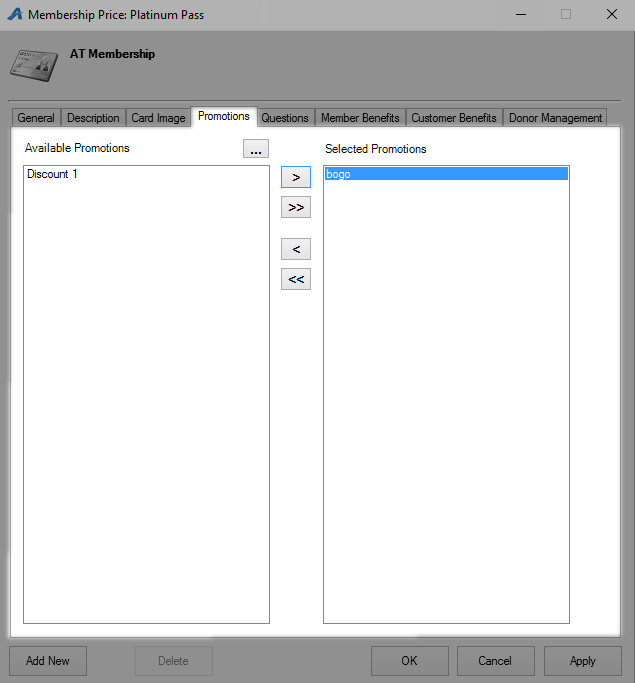 Membership Price: Platinum Pass
AT Membership
General Description Card Image Promotions Questions Member Benefits Customer Benefits Donor Management
Available Promotions ... Selected Promotions
Discount 1 > bogo
>>
<
<<
Add New Delete OK Cancel Apply